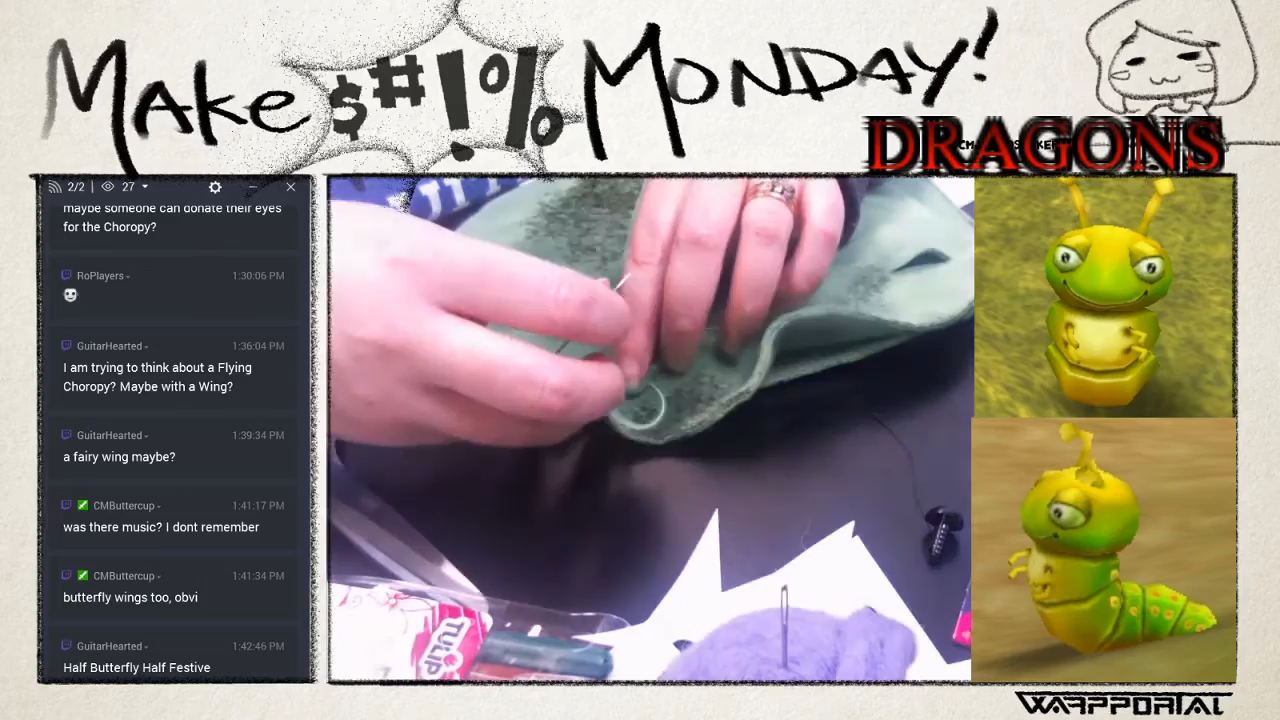 Make $#!% Monday!
DRAGONS
2/2 | 27
maybe someone can donate their eyes
for the Choropy?
RoPlayers 1:30:06 PM
GuitarHearted 1:36:04 PM
I am trying to think about a Flying
Choropy? Maybe with a Wing?
GuitarHearted 1:39:34 PM
a fairy wing maybe?
CMButtercup 1:41:17 PM
was there music? I dont remember
CMButtercup 1:41:34 PM
butterfly wings too, obvi
GuitarHearted 1:42:46 PM
Half Butterfly Half Festive
TULIP
WARPPORTAL